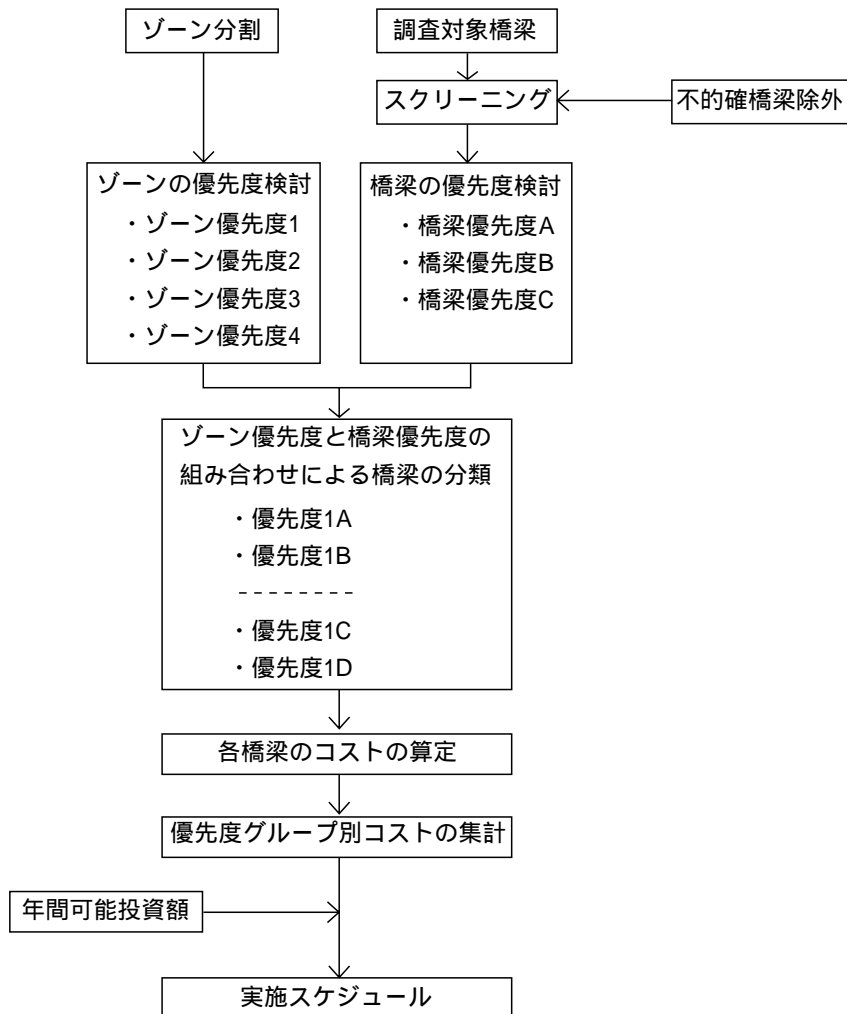 ゾーン分割
調査対象橋梁
スクリーニング
不的確橋梁除外
ゾーンの優先度検討
・ゾーン優先度1
・ゾーン優先度2
・ゾーン優先度3
・ゾーン優先度4
橋梁の優先度検討
・橋梁優先度A
・橋梁優先度B
・橋梁優先度C
ゾーン優先度と橋梁優先度の
組み合わせによる橋梁の分類
・優先度1A
・優先度1B
--------
・優先度1C
・優先度1D
各橋梁のコストの算定
優先度グループ別コストの集計
年間可能投資額
実施スケジュール